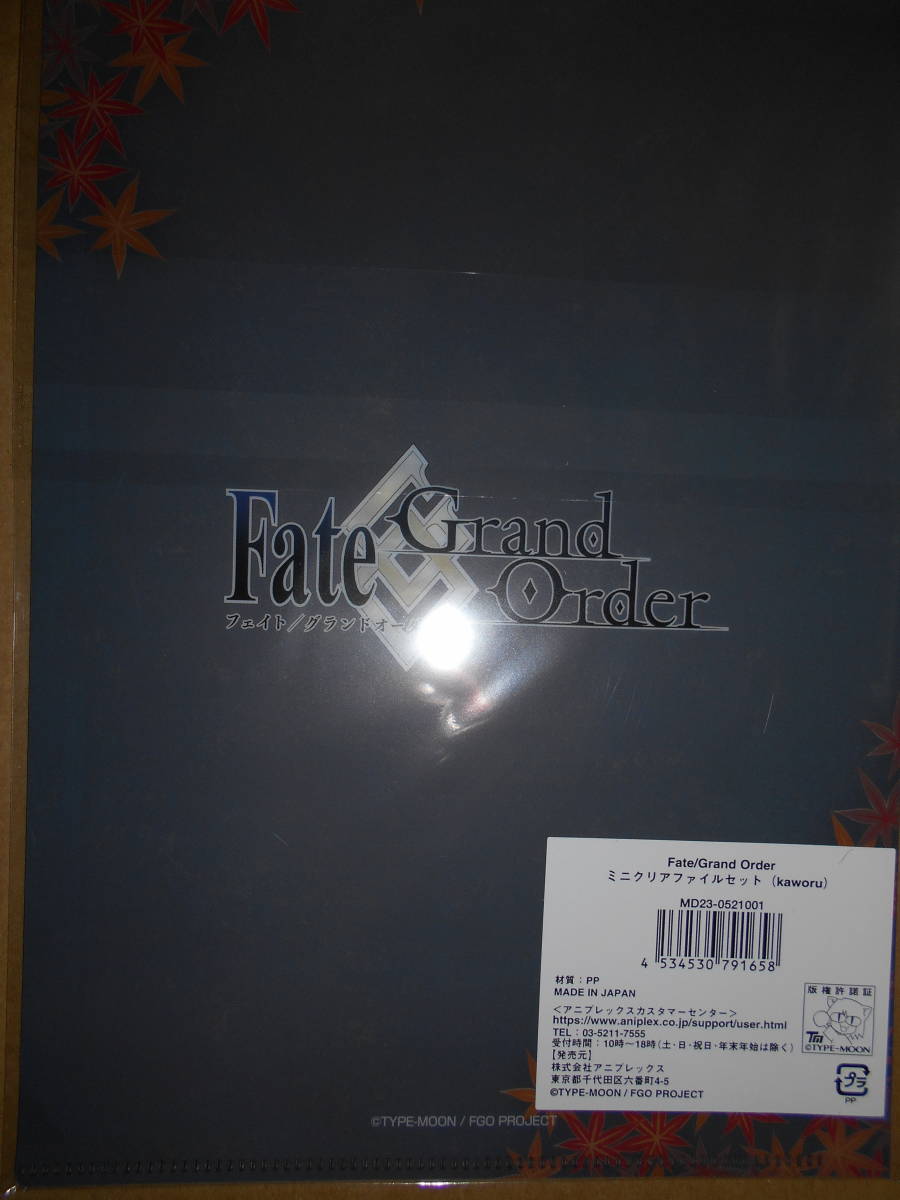 Fate
Grand
Order
フェイト／グランドオー
Fate/Grand Order
ミニクリアファイルセット（kaworu）
MD23-0521001
4 534530 791658
材質：PP
MADE IN JAPAN
＜アニプレックスカスタマーセンター＞
https://www.aniplex.co.jp/support/user.html
TEL：03-5211-7555
受付時間：10時～18時(土・日・祝日・年末年始は除く)
【発売元】
株式会社アニプレックス
東京都千代田区六番町4-5
©TYPE-MOON / FGO PROJECT
版権許諾証
TM
©TYPE-MOON
プラ
PP
©TYPE-MOON / FGO PROJECT